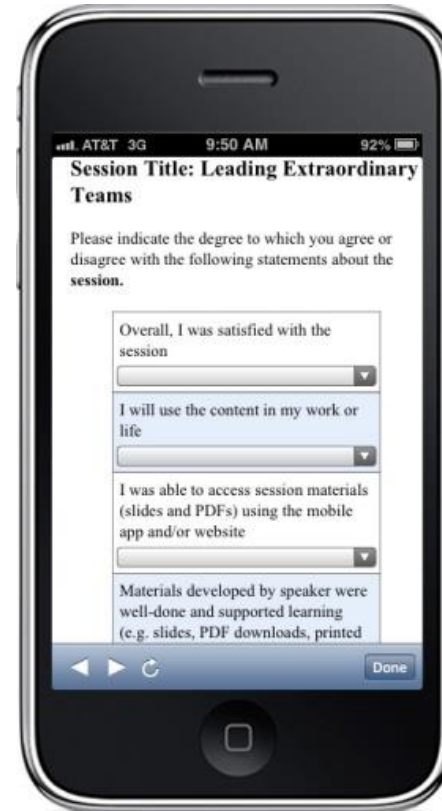 AT&T 3G 9:50 AM 92%
Session Title: Leading Extraordinary
Teams
Please indicate the degree to which you agree or
disagree with the following statements about the
session.
Overall, I was satisfied with the
session
I will use the content in my work or
life
I was able to access session materials
(slides and PDFs) using the mobile
app and/or website
Materials developed by speaker were
well-done and supported learning
(e.g. slides, PDF downloads, printed
Done